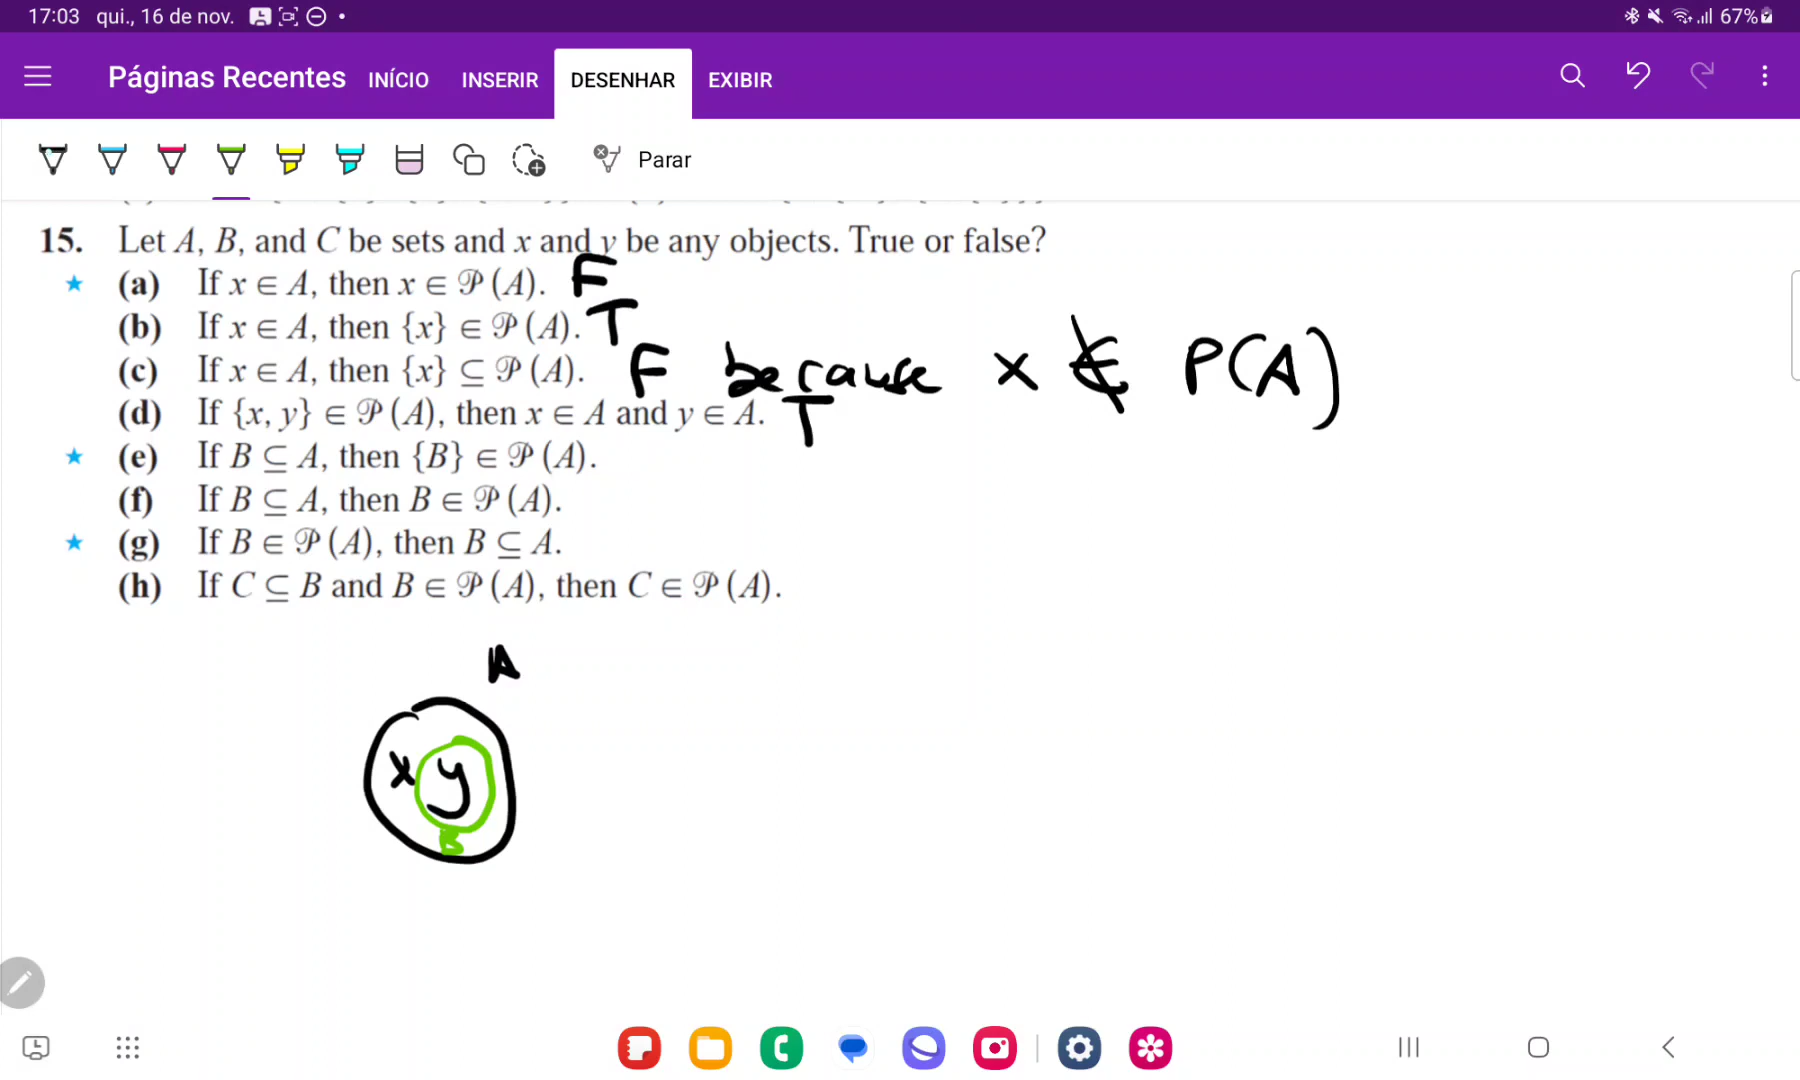 17:03 qui., 16 de nov. 67%
Páginas Recentes INÍCIO INSERIR DESENHAR EXIBIR
Parar
15. Let A, B, and C be sets and x and y be any objects. True or false?
★ (a) If x ∈ A, then x ∈ 𝒫(A). F
(b) If x ∈ A, then {x} ∈ 𝒫(A). T
(c) If x ∈ A, then {x} ⊆ 𝒫(A). F because x ∉ P(A)
(d) If {x, y} ∈ 𝒫(A), then x ∈ A and y ∈ A. T
★ (e) If B ⊆ A, then {B} ∈ 𝒫(A).
(f) If B ⊆ A, then B ∈ 𝒫(A).
★ (g) If B ∈ 𝒫(A), then B ⊆ A.
(h) If C ⊆ B and B ∈ 𝒫(A), then C ∈ 𝒫(A).
A
x y
B